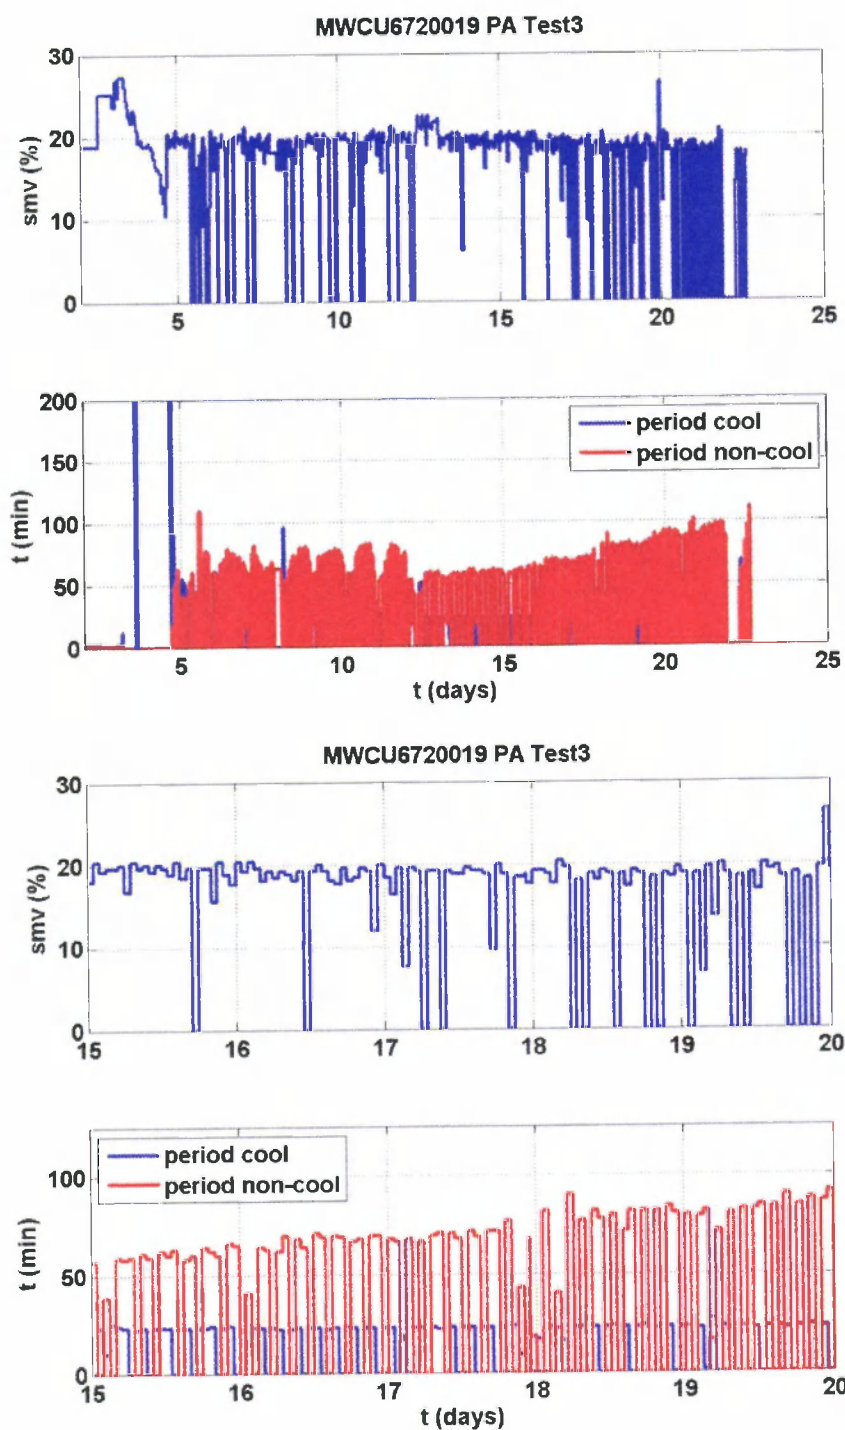 MWCU6720019 PA Test3
30
20
10
0
smv (%)
5 10 15 20 25
200
150
100
50
0
t (min)
period cool
period non-cool
5 10 15 20 25
t (days)
MWCU6720019 PA Test3
30
20
10
0
smv (%)
15 16 17 18 19 20
period cool
period non-cool
100
50
0
t (min)
15 16 17 18 19 20
t (days)